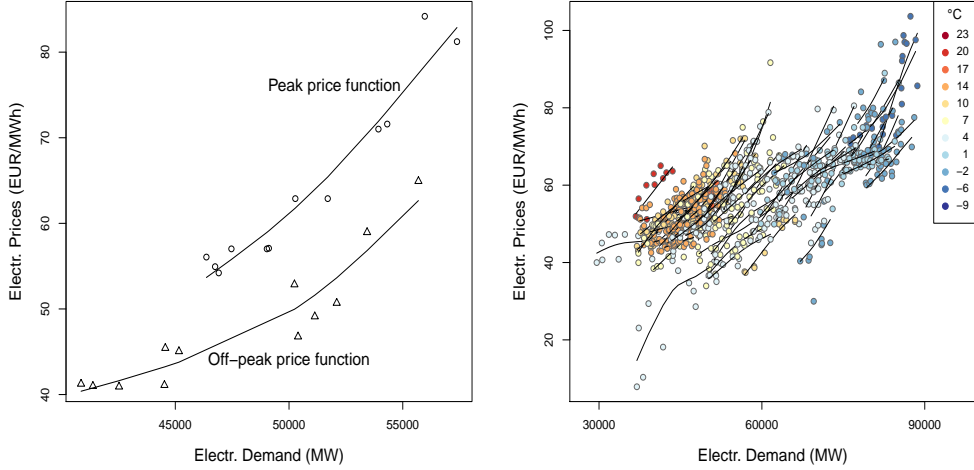 Electr. Prices (EUR/MWh)
80
70
60
50
40
Peak price function
Off−peak price function
45000 50000 55000
Electr. Demand (MW)
Electr. Prices (EUR/MWh)
100
80
60
40
20
30000 60000 90000
Electr. Demand (MW)
°C
23
20
17
14
10
7
4
1
−2
−6
−9